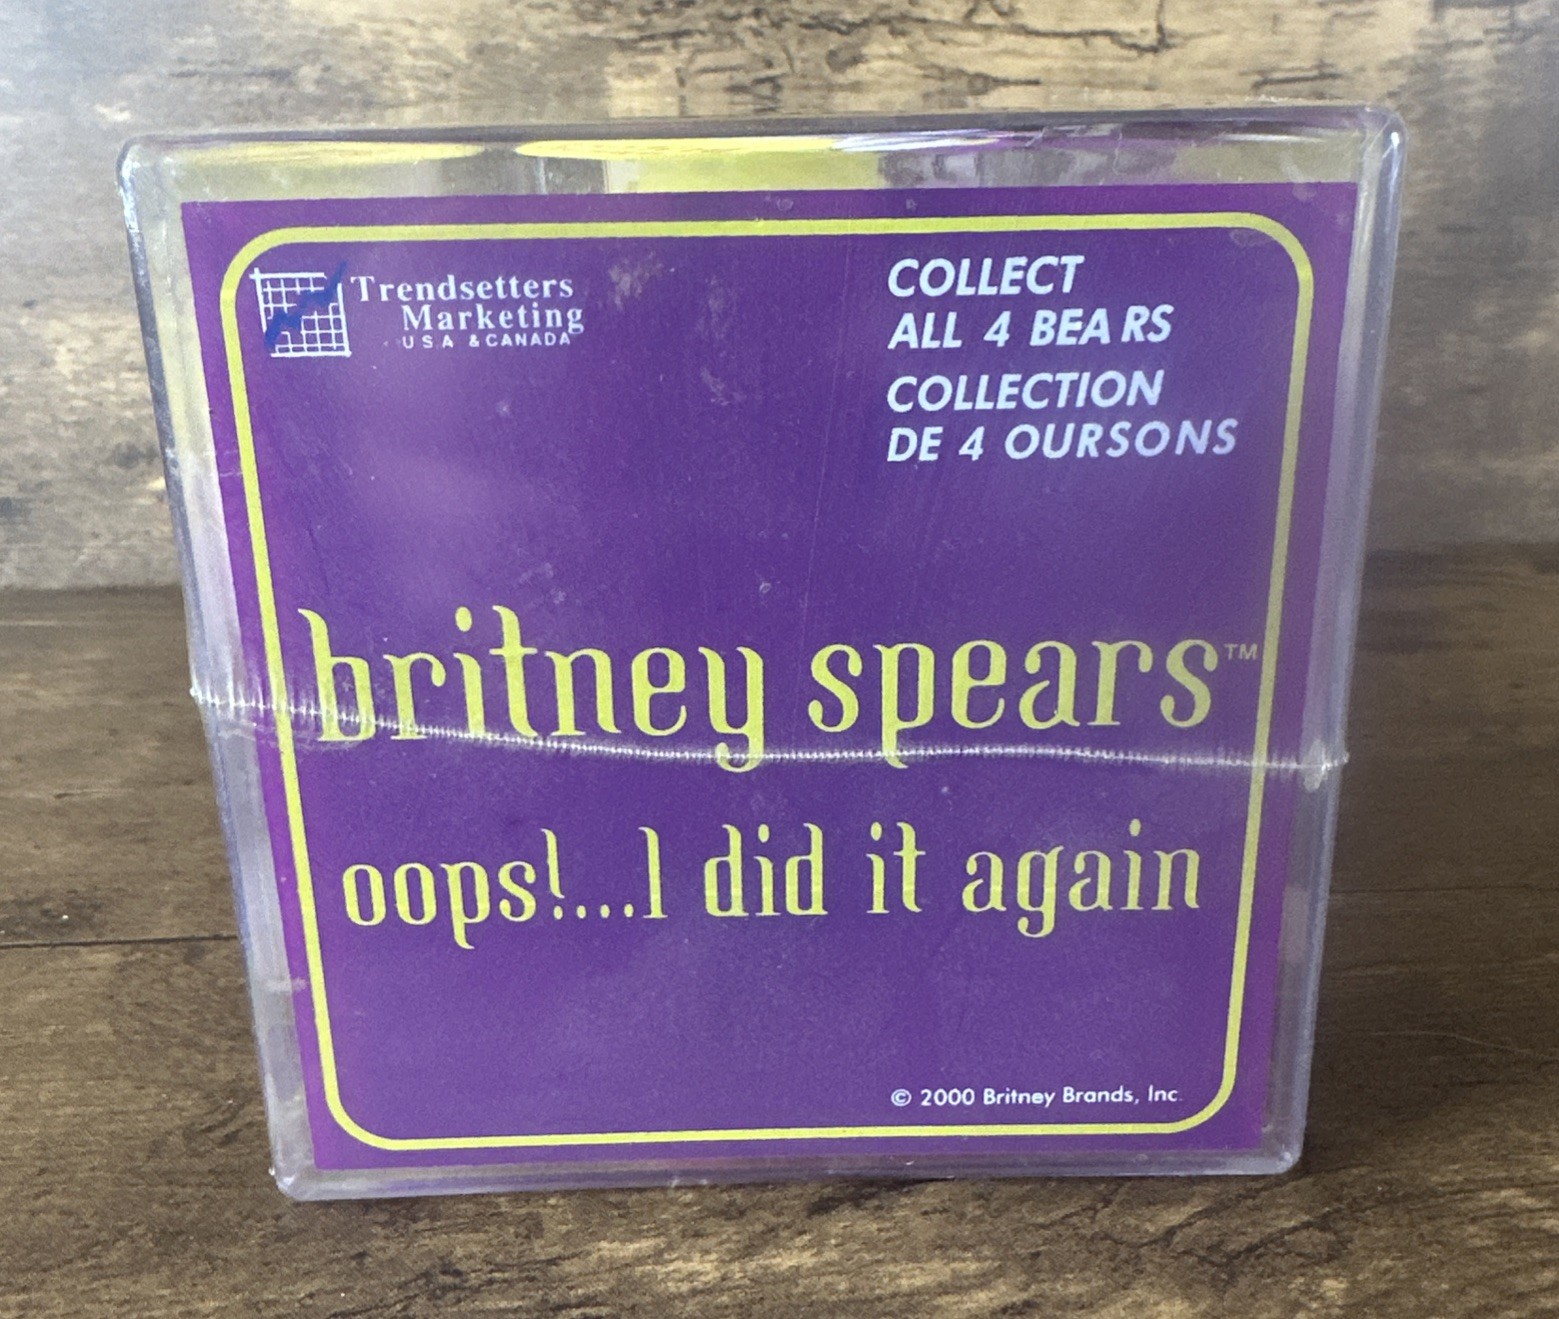 Trendsetters
Marketing
USA & CANADA
COLLECT
ALL 4 BEARS
COLLECTION
DE 4 OURSONS
britney spears™
oops!...I did it again
© 2000 Britney Brands, Inc.